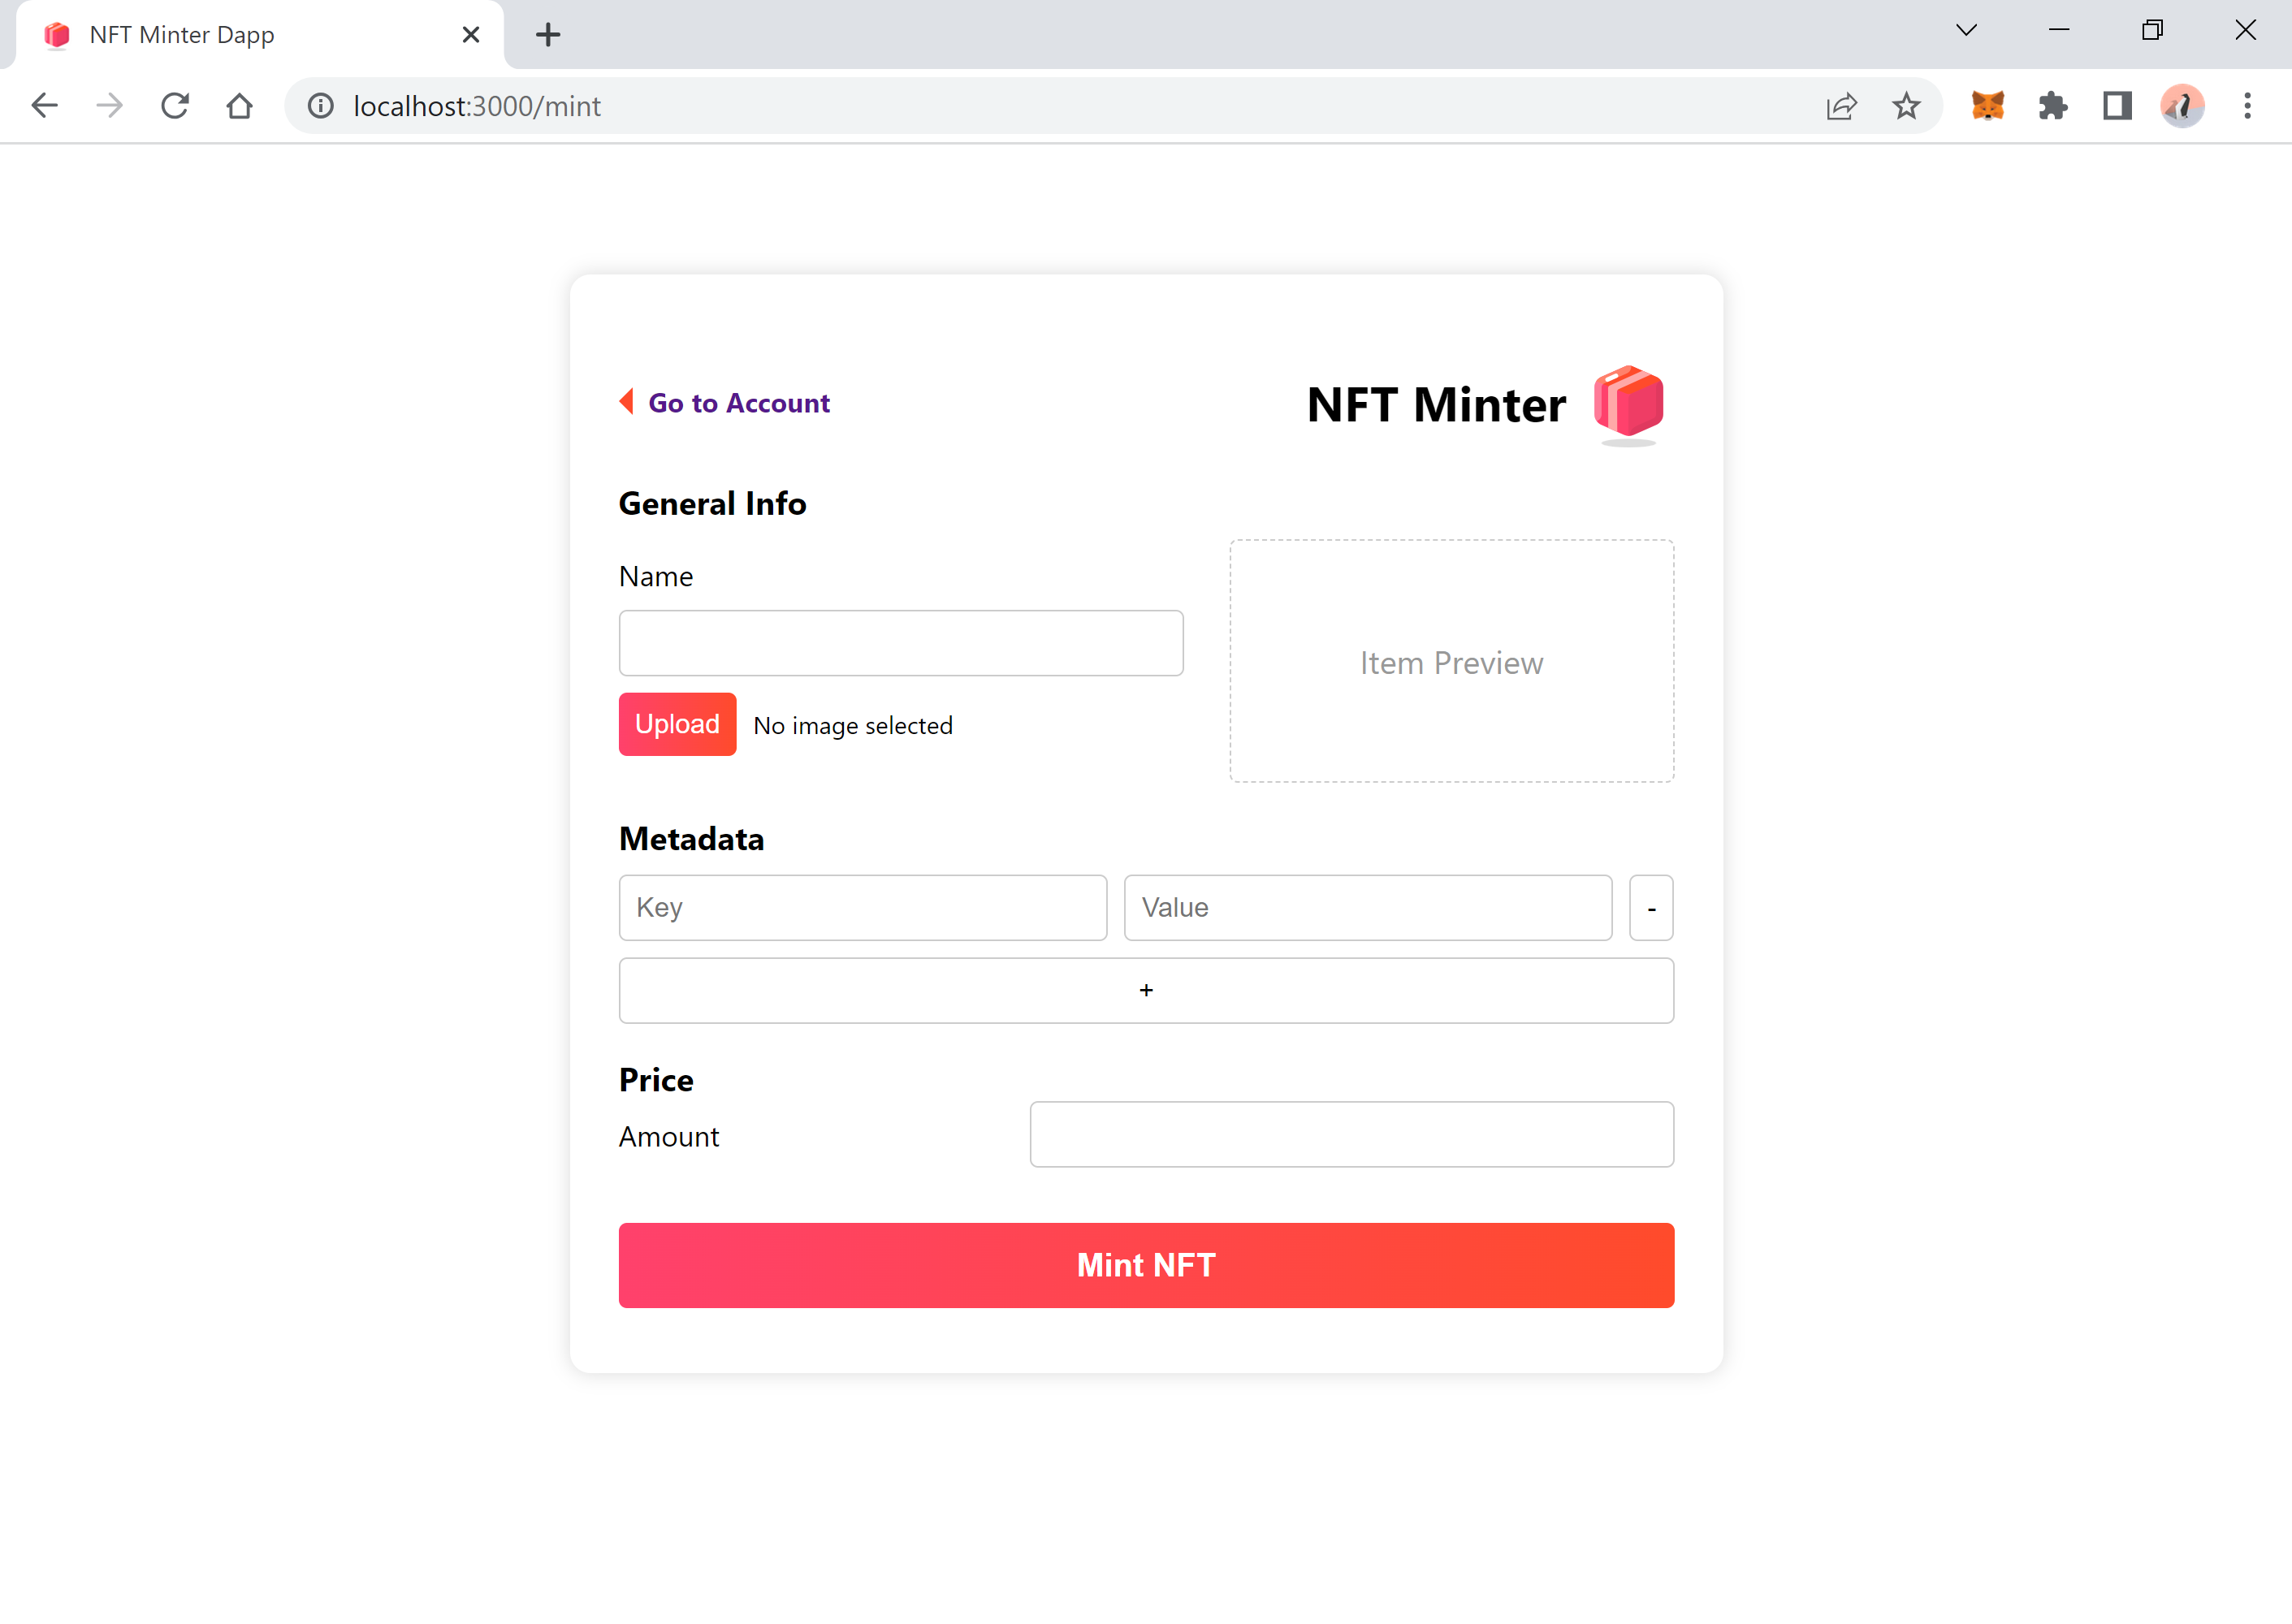 NFT Minter Dapp
localhost:3000/mint
Go to Account
NFT Minter
General Info
Name
Item Preview
Upload
No image selected
Metadata
Key
Value
-
+
Price
Amount
Mint NFT